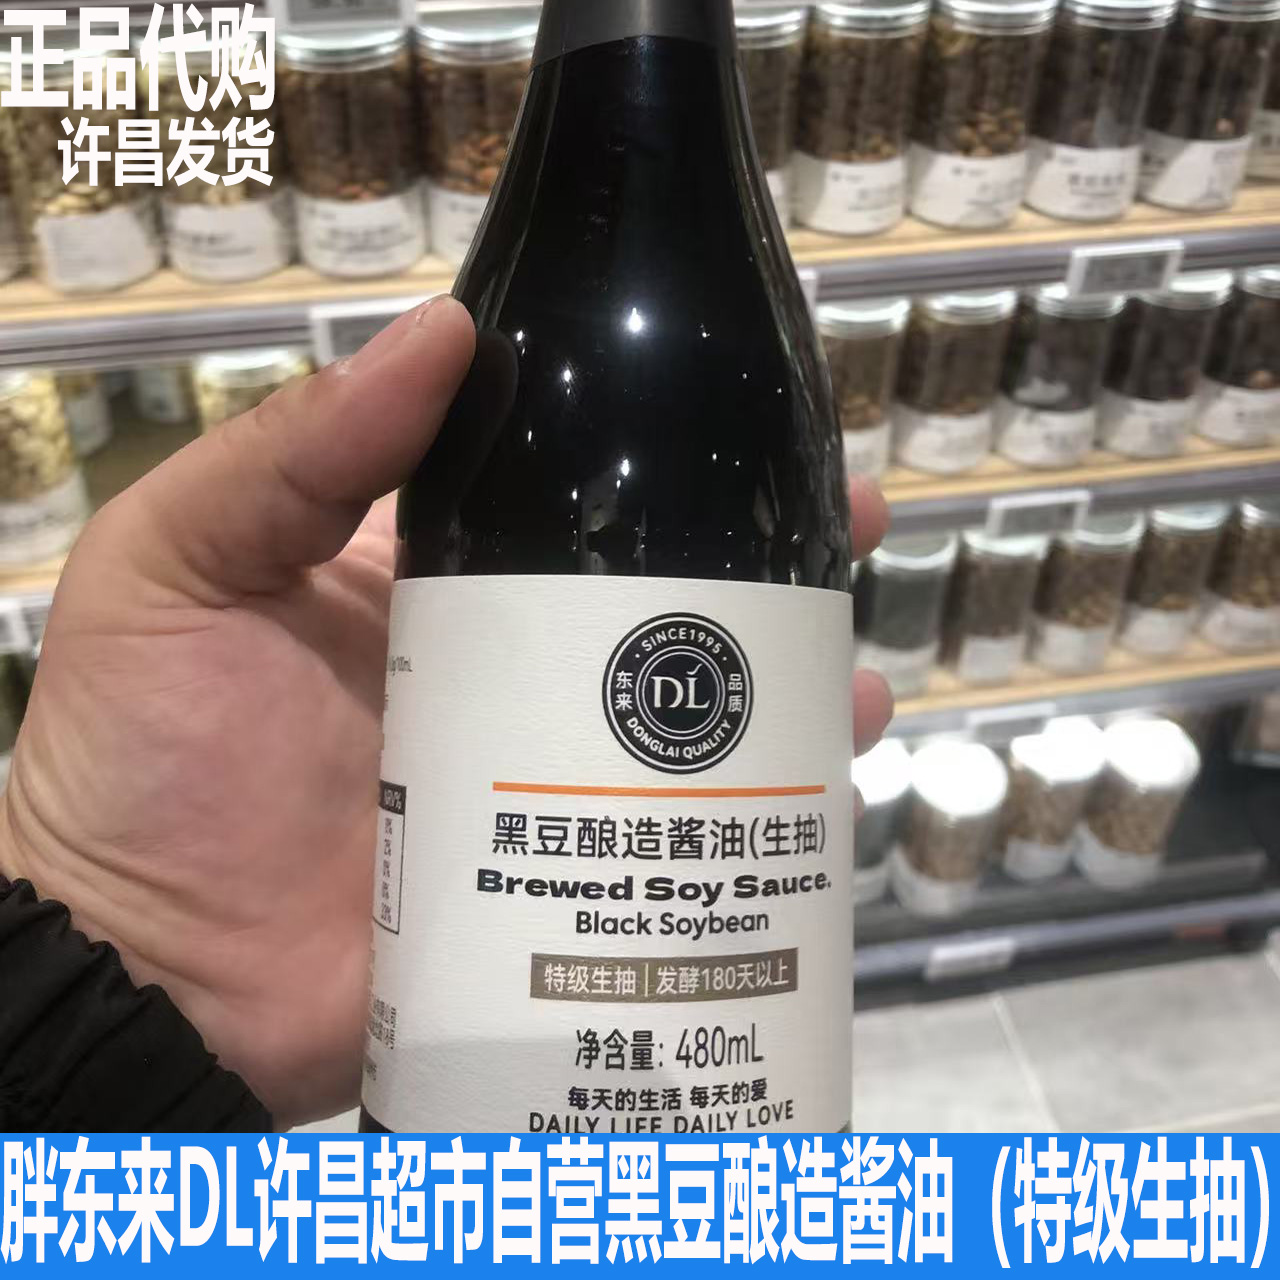 正品代购
许昌发货
SINCE1995
东来
DL
品质
DONGLAI QUALITY
黑豆酿造酱油(生抽)
Brewed Soy Sauce.
Black Soybean
特级生抽|发酵180天以上
净含量: 480mL
每天的生活 每天的爱
DAILY LIFE DAILY LOVE
NRV%
胖东来DL许昌超市自营黑豆酿造酱油（特级生抽）